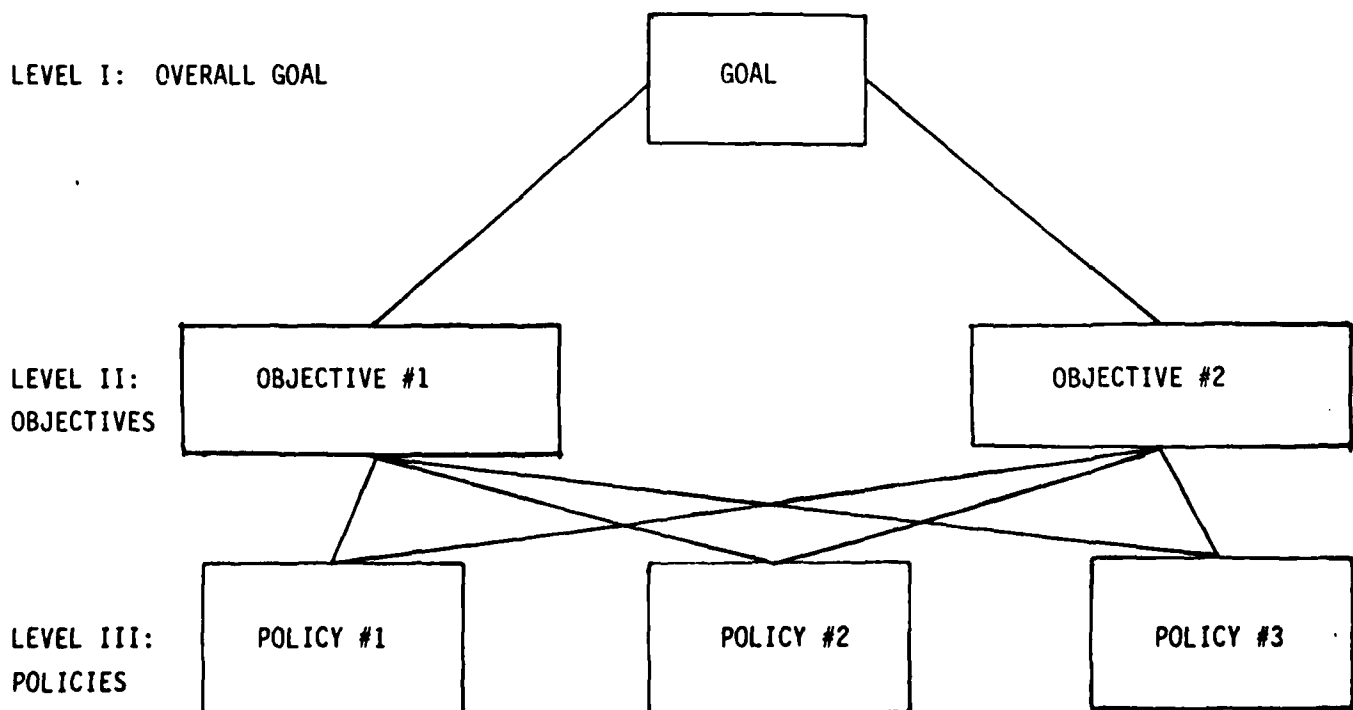 LEVEL I: OVERALL GOAL
GOAL
LEVEL II:
OBJECTIVES
OBJECTIVE #1
OBJECTIVE #2
LEVEL III:
POLICIES
POLICY #1
POLICY #2
POLICY #3